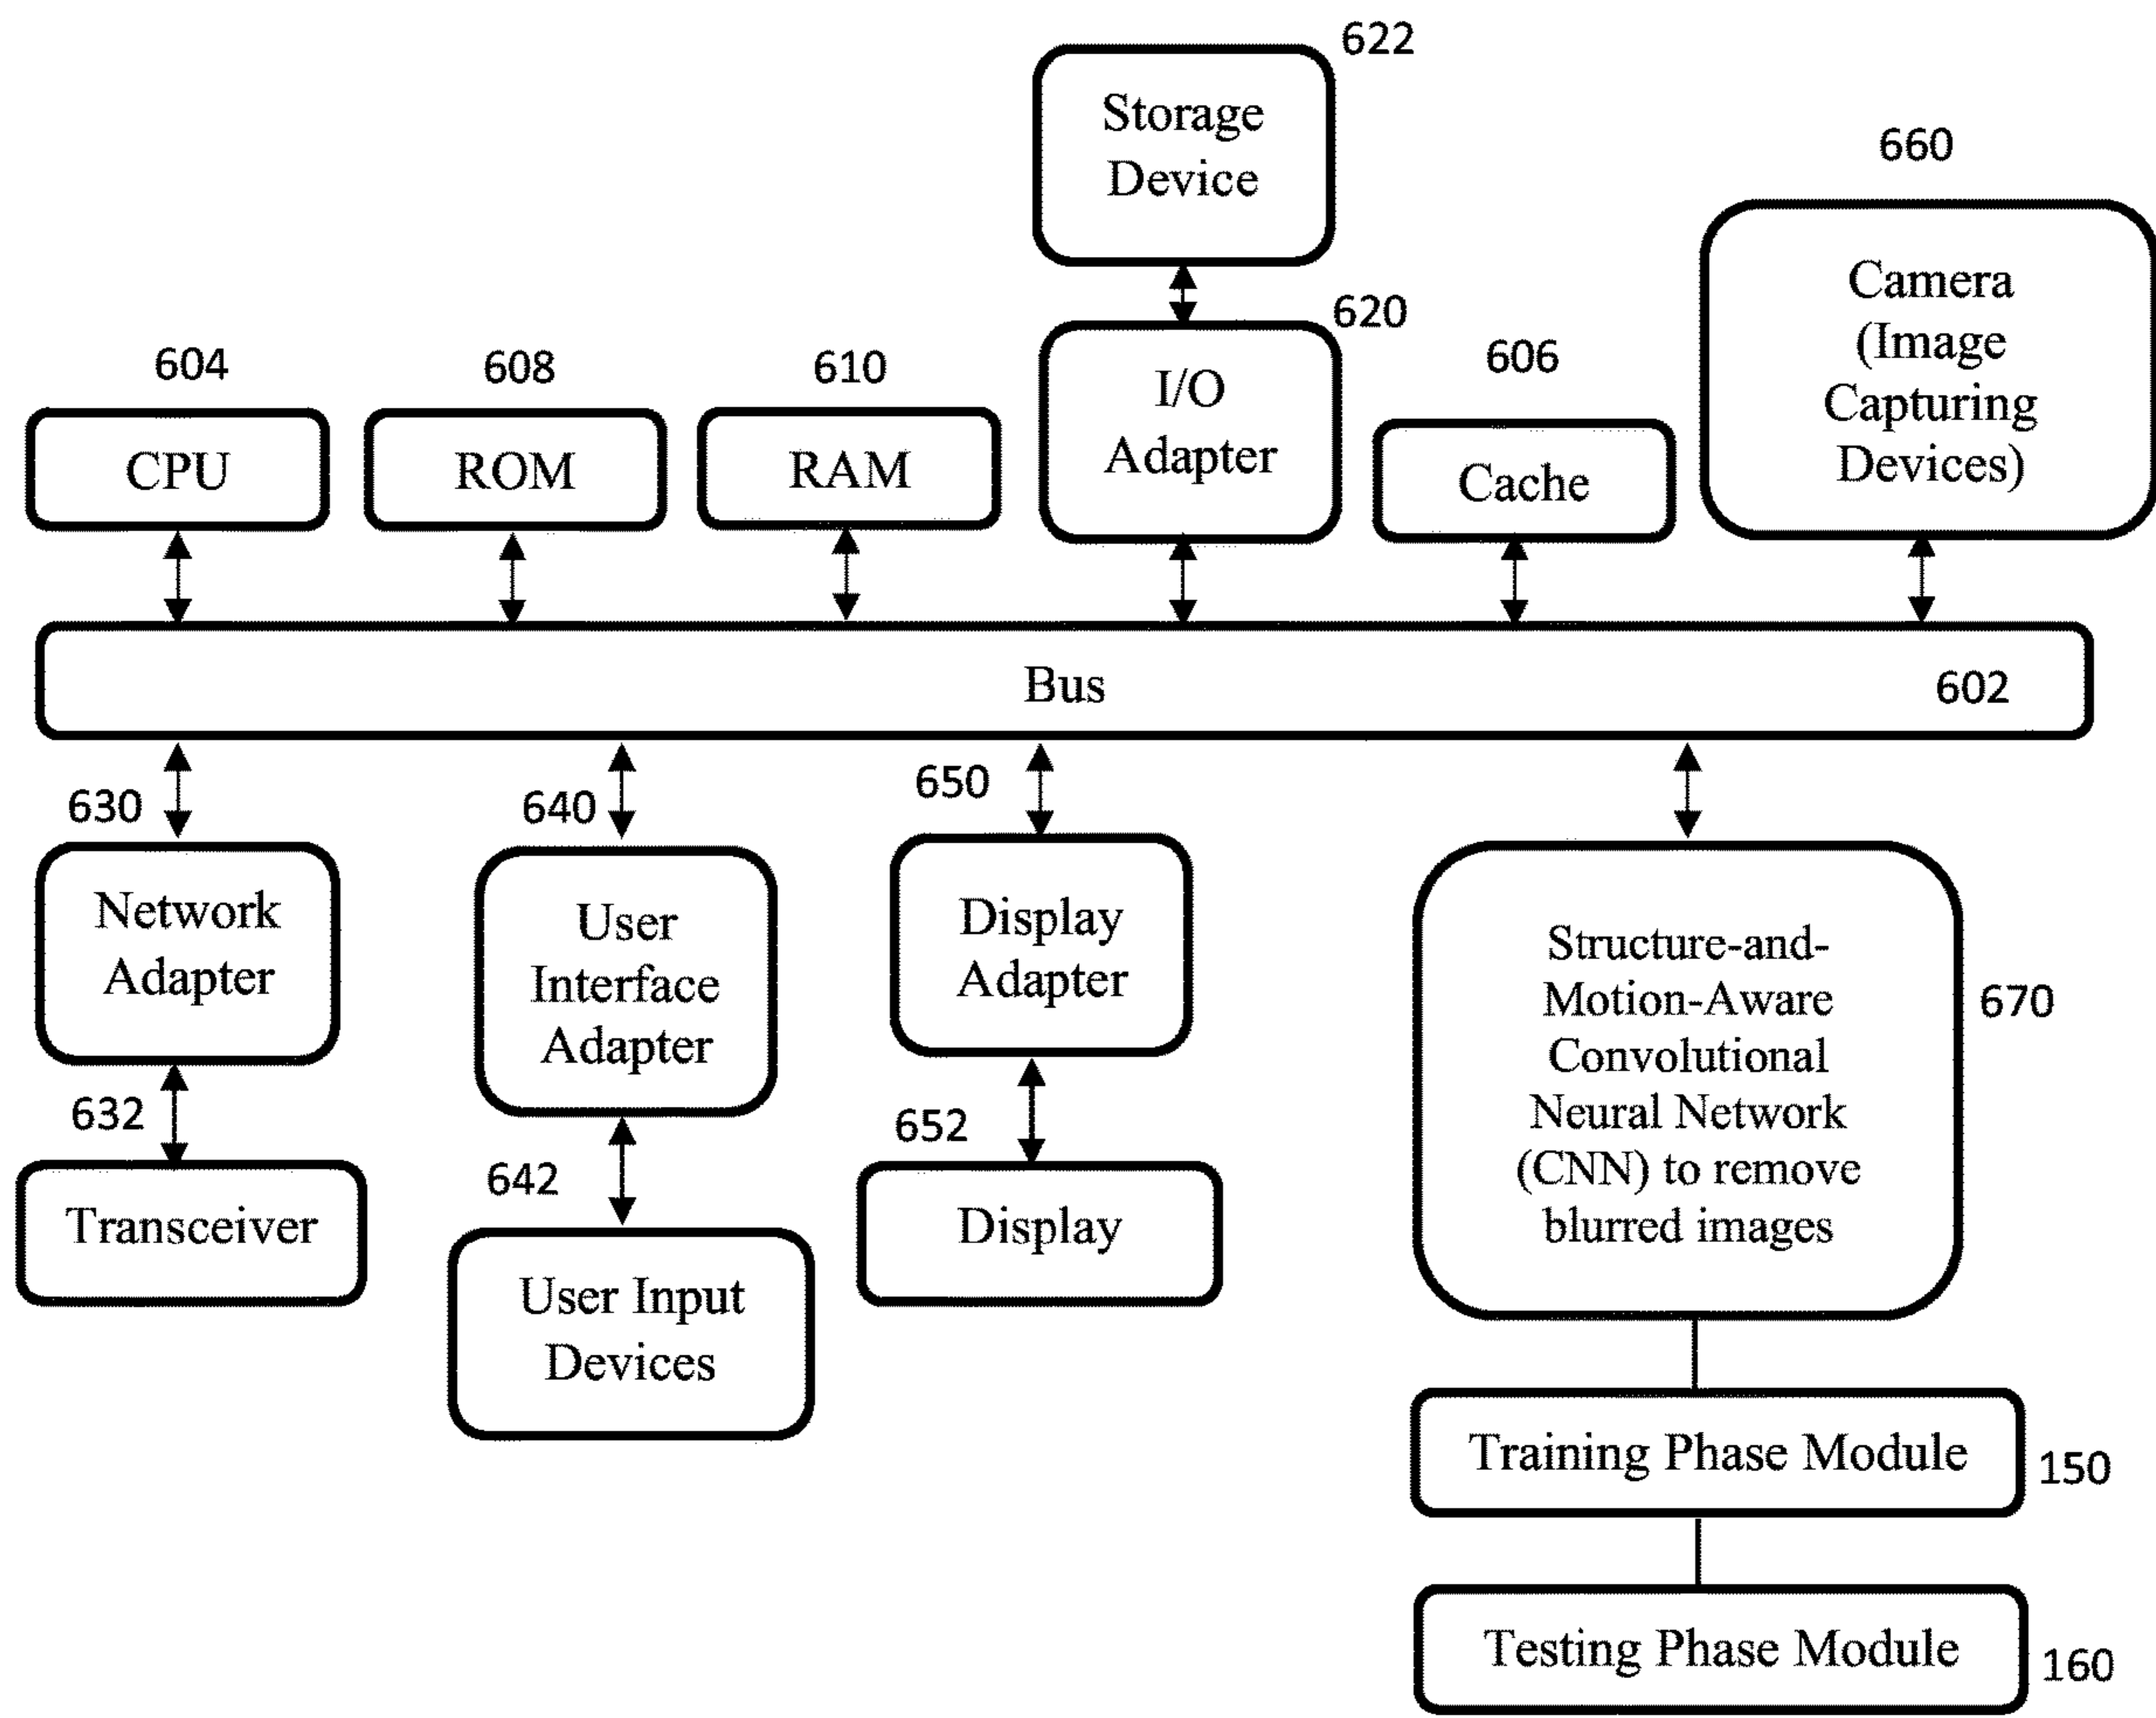 622
Storage
Device
660
620
Camera
(Image
Capturing
Devices)
604
608
610
I/O
Adapter
606
CPU
ROM
RAM
Cache
Bus
602
630
640
650
Network
Adapter
User
Interface
Adapter
Display
Adapter
Structure-and-
Motion-Aware
Convolutional
Neural Network
(CNN) to remove
blurred images
670
632
642
652
Transceiver
User Input
Devices
Display
Training Phase Module
150
Testing Phase Module
160